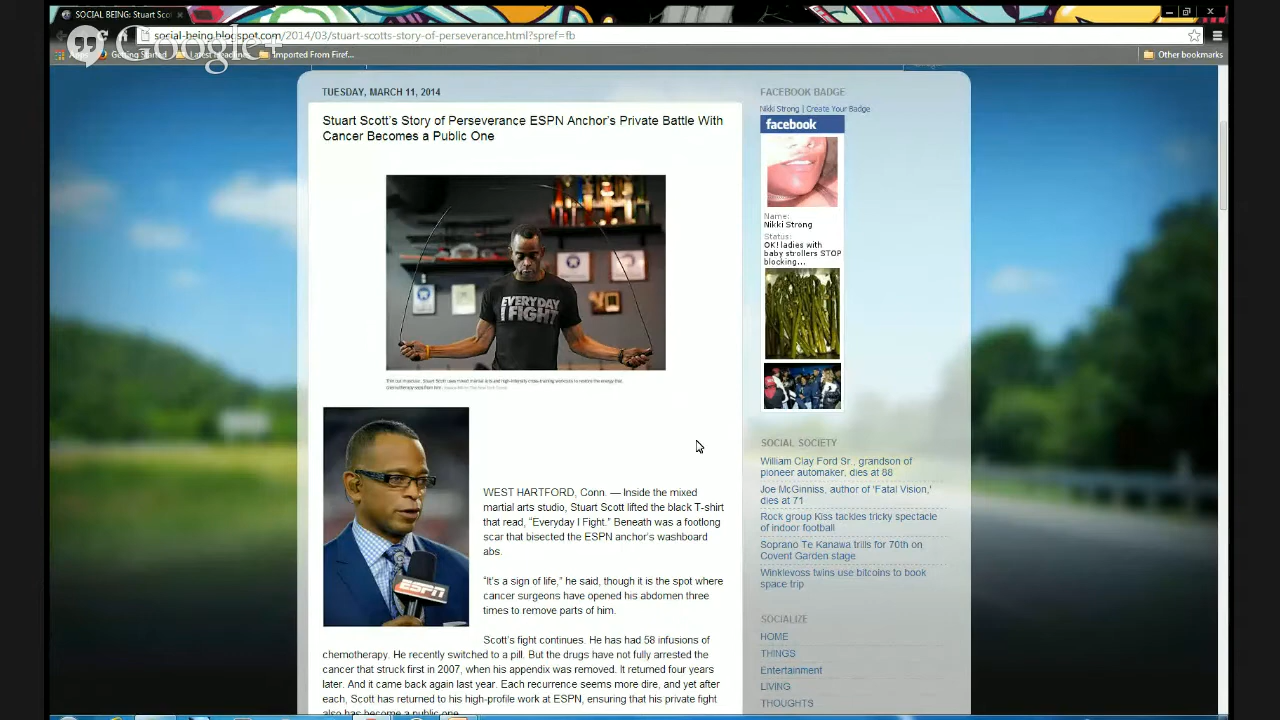 SOCIAL BEING: Stuart Sco
Google+
social-being.blogspot.com/2014/03/stuart-scotts-story-of-perseverance.html?spref=fb
Getting Started Latest Headlines Imported From Firef...
Other bookmarks
TUESDAY, MARCH 11, 2014
Stuart Scott's Story of Perseverance ESPN Anchor's Private Battle With
Cancer Becomes a Public One
EVERYDAY
I FIGHT
ESPN
WEST HARTFORD, Conn. — Inside the mixed
martial arts studio, Stuart Scott lifted the black T-shirt
that read, “Everyday I Fight.” Beneath was a footlong
scar that bisected the ESPN anchor's washboard
abs.
“It's a sign of life,” he said, though it is the spot where
cancer surgeons have opened his abdomen three
times to remove parts of him.
Scott's fight continues. He has had 58 infusions of
chemotherapy. He recently switched to a pill. But the drugs have not fully arrested the
cancer that struck first in 2007, when his appendix was removed. It returned four years
later. And it came back again last year. Each recurrence seems more dire, and yet after
each, Scott has returned to his high-profile work at ESPN, ensuring that his private fight
also has become a public one.
FACEBOOK BADGE
Nikki Strong | Create Your Badge
facebook
Name:
Nikki Strong
Status:
OK! ladies with
baby strollers STOP
blocking...
SOCIAL SOCIETY
William Clay Ford Sr., grandson of
pioneer automaker, dies at 88
Joe McGinniss, author of 'Fatal Vision,'
dies at 71
Rock group Kiss tackles tricky spectacle
of indoor football
Soprano Te Kanawa trills for 70th on
Covent Garden stage
Winklevoss twins use bitcoins to book
space trip
SOCIALIZE
HOME
THINGS
Entertainment
LIVING
THOUGHTS